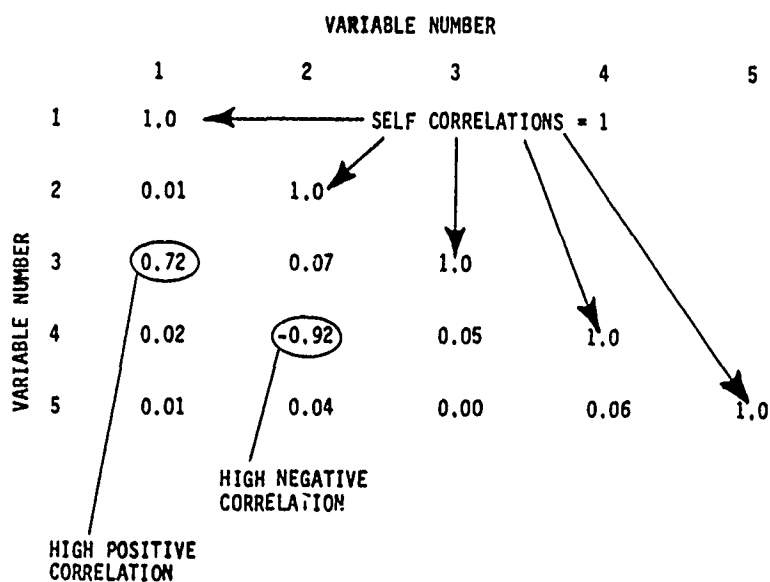 VARIABLE NUMBER
1 2 3 4 5
1 1.0 SELF CORRELATIONS = 1
2 0.01 1.0
VARIABLE NUMBER
3 0.72 0.07 1.0
4 0.02 -0.92 0.05 1.0
5 0.01 0.04 0.00 0.06 1.0
HIGH NEGATIVE
CORRELATION
HIGH POSITIVE
CORRELATION